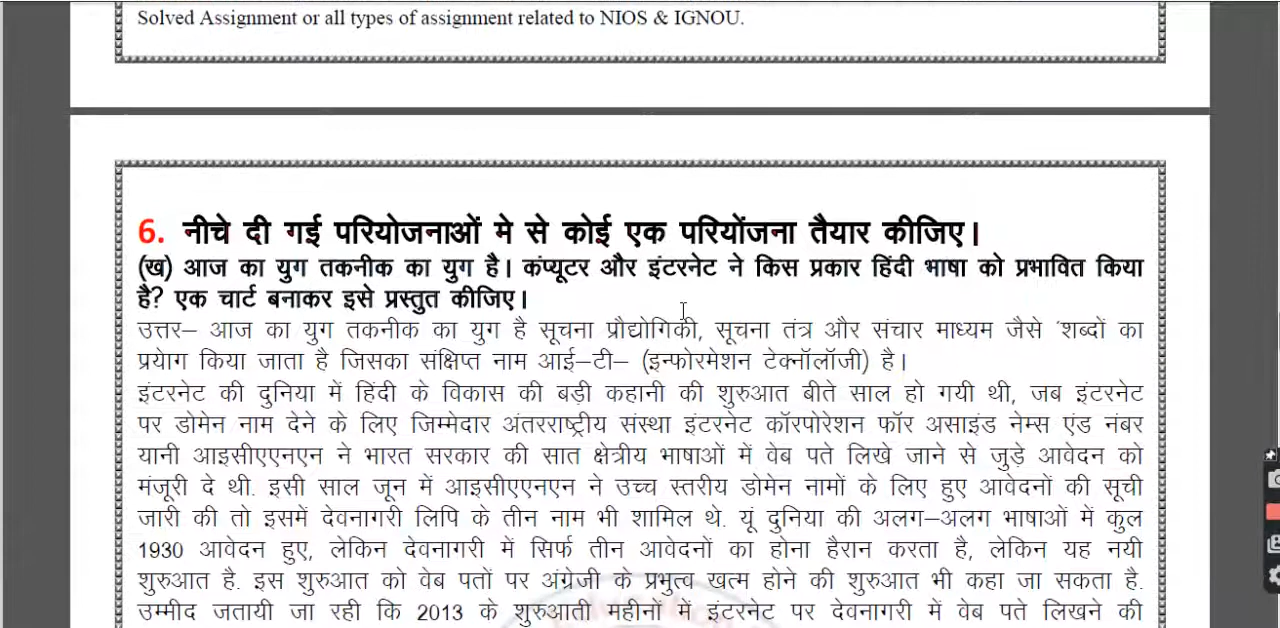 Solved Assignment or all types of assignment related to NIOS & IGNOU.
6. नीचे दी गई परियोजनाओं मे से कोई एक परियोंजना तैयार कीजिए।
(ख) आज का युग तकनीक का युग है। कंप्यूटर और इंटरनेट ने किस प्रकार हिंदी भाषा को प्रभावित किया
है? एक चार्ट बनाकर इसे प्रस्तुत कीजिए।
उत्तर– आज का युग तकनीक का युग है सूचना प्रौद्योगिकी, सूचना तंत्र और संचार माध्यम जैसे 'शब्दों का
प्रयेाग किया जाता है जिसका संक्षिप्त नाम आई–टी– (इन्फोरमेशन टेक्नॉलॉजी) है।
इंटरनेट की दुनिया में हिंदी के विकास की बड़ी कहानी की शुरुआत बीते साल हो गयी थी, जब इंटरनेट
पर डोमेन नाम देने के लिए जिम्मेदार अंतरराष्ट्रीय संस्था इंटरनेट कॉरपोरेशन फॉर असाइंड नेम्स एंड नंबर
यानी आइसीएएनएन ने भारत सरकार की सात क्षेत्रीय भाषाओं में वेब पते लिखे जाने से जुड़े आवेदन को
मंजूरी दे थी. इसी साल जून में आइसीएएनएन ने उच्च स्तरीय डोमेन नामों के लिए हुए आवेदनों की सूची
जारी की तो इसमें देवनागरी लिपि के तीन नाम भी शामिल थे. यूं दुनिया की अलग–अलग भाषाओं में कुल
1930 आवेदन हुए, लेकिन देवनागरी में सिर्फ तीन आवेदनों का होना हैरान करता है, लेकिन यह नयी
शुरुआत है. इस शुरुआत को वेब पतों पर अंग्रेजी के प्रभुत्व खत्म होने की शुरुआत भी कहा जा सकता है.
उम्मीद जतायी जा रही कि 2013 के शुरुआती महीनों में इंटरनेट पर देवनागरी में वेब पते लिखने की